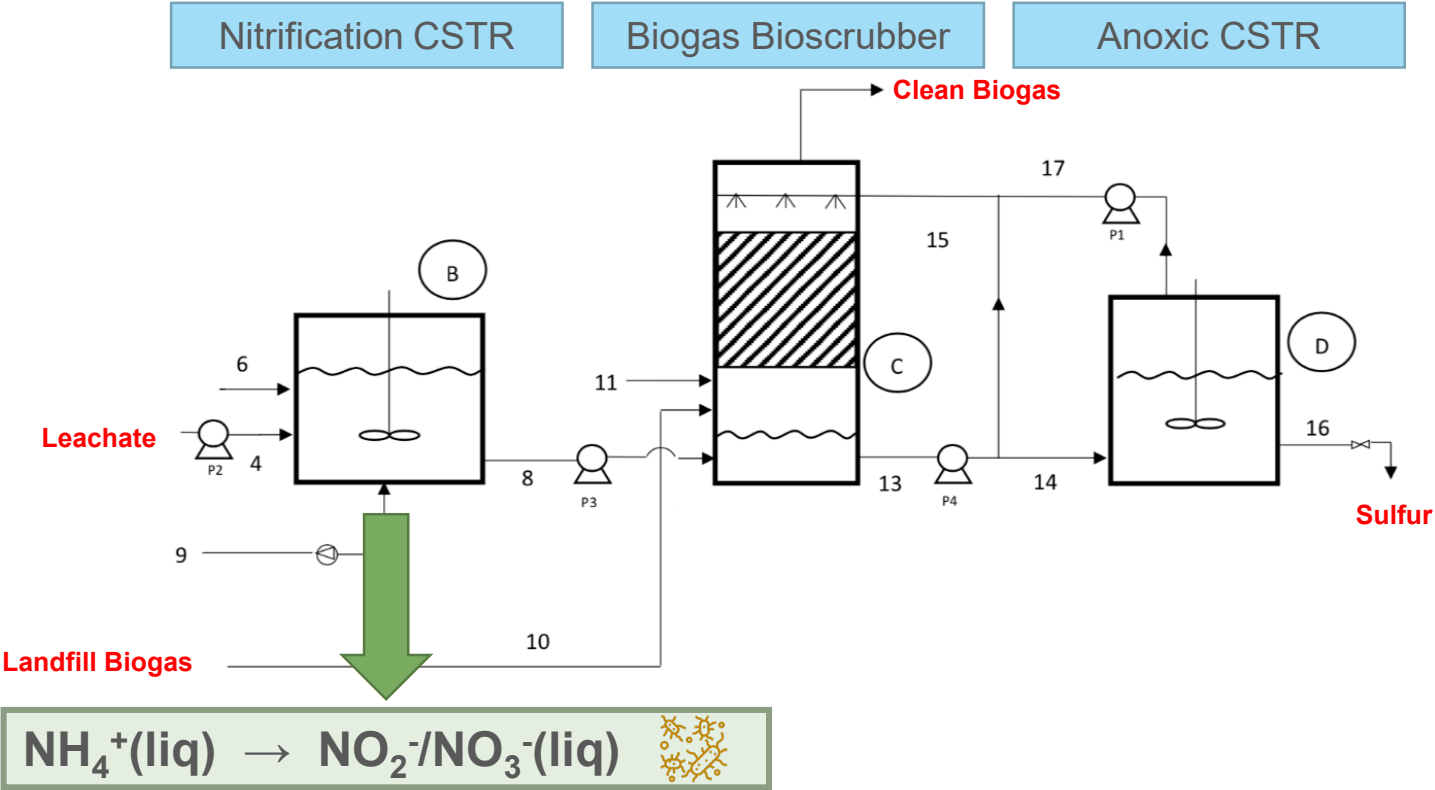 Nitrification CSTR
Biogas Bioscrubber
Anoxic CSTR
Clean Biogas
17
P1
15
B
D
C
6
11
Leachate
P2
4
8
P3
13
P4
14
16
Sulfur
9
10
Landfill Biogas
NH₄⁺(liq) → NO₂⁻/NO₃⁻(liq)